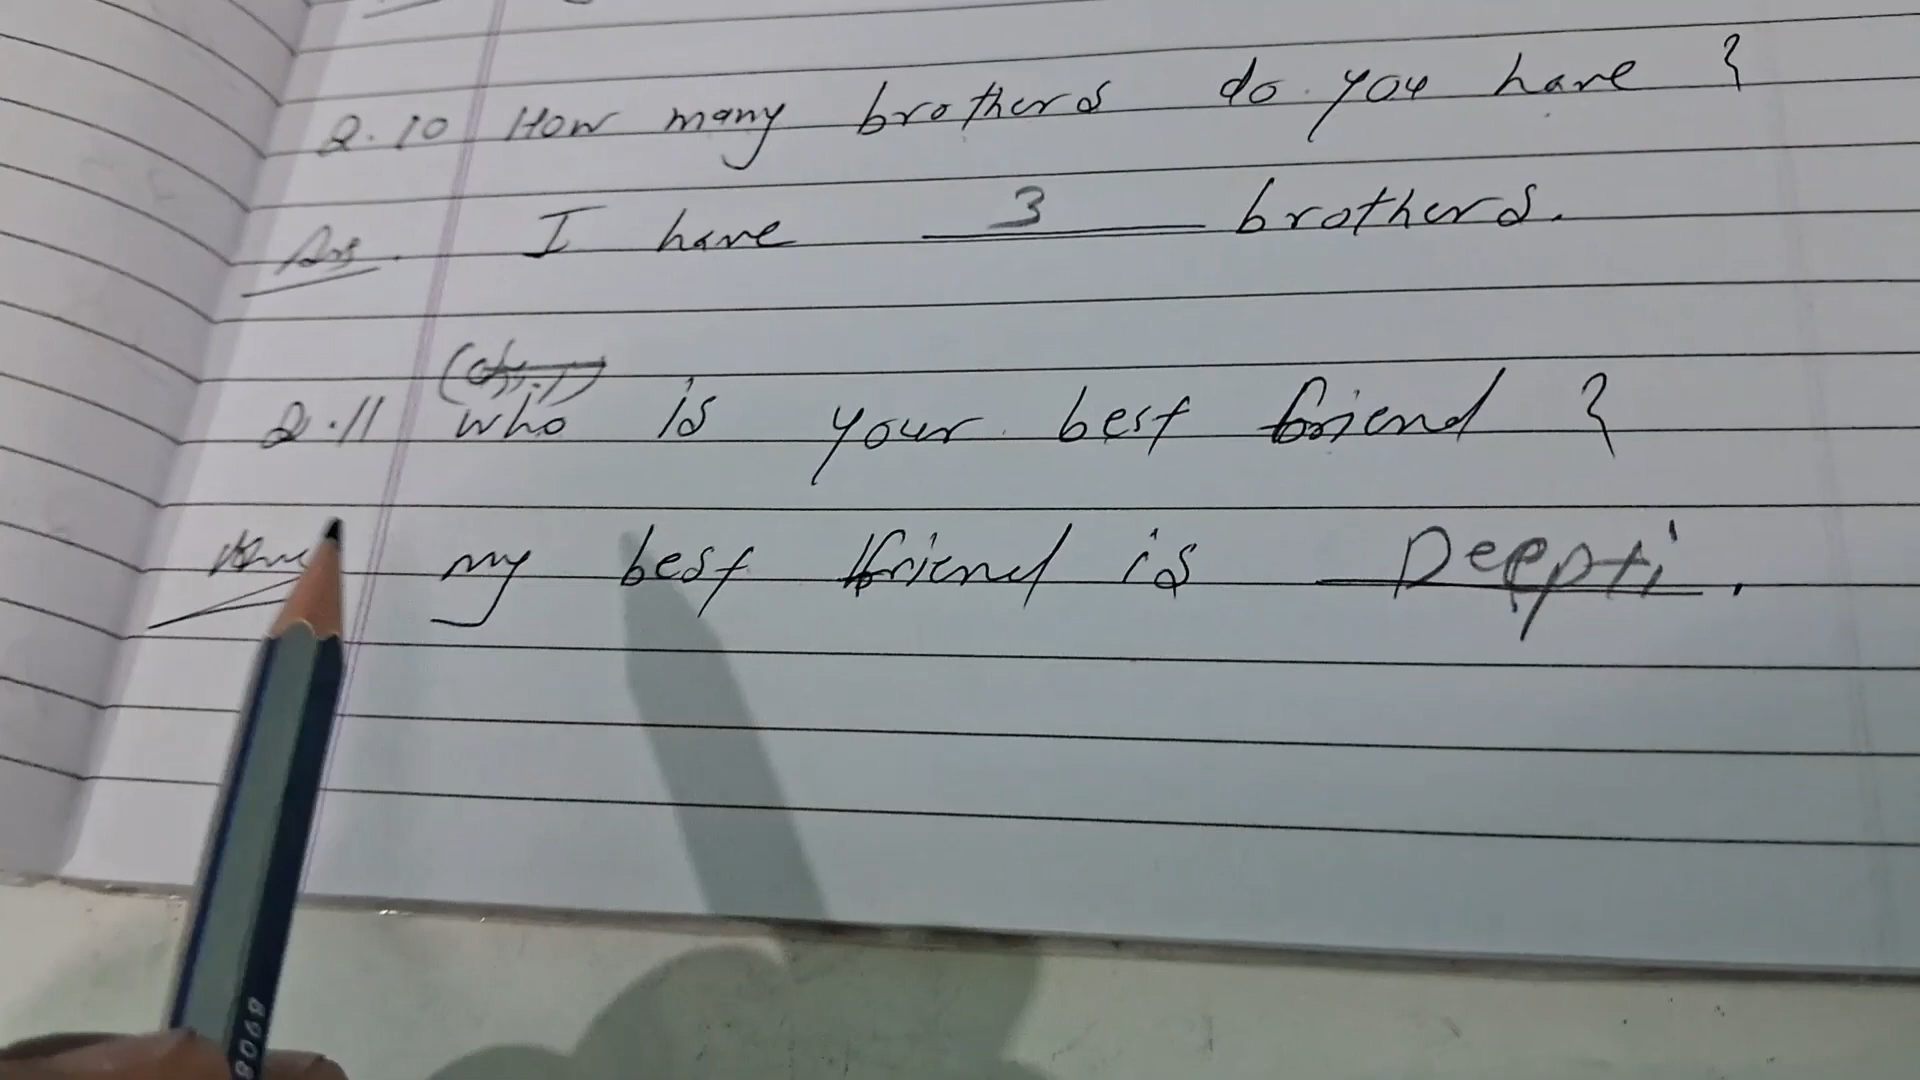 Q.10 How many brothers do you have ?
Ans. I have 3 brothers.
Q.11 who is your best friend ?
my best friend is Deepti.
8908